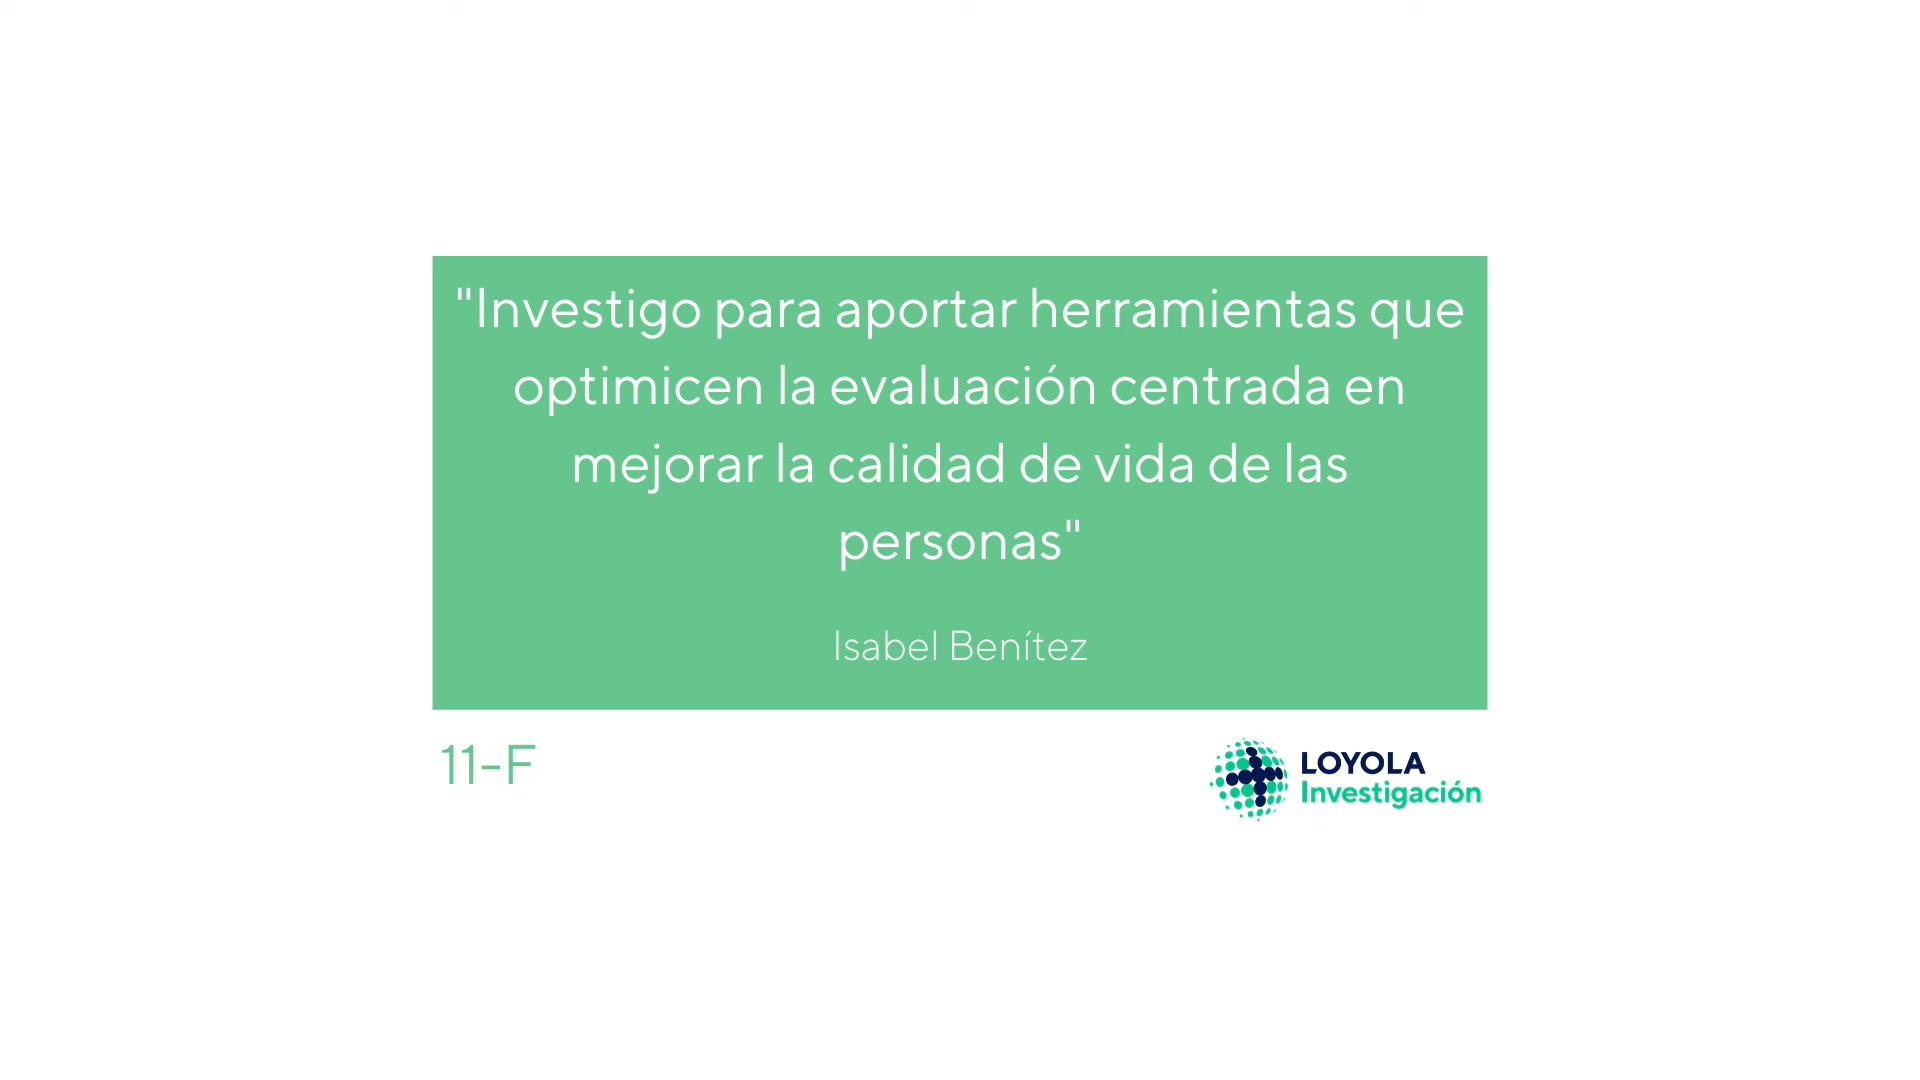 "Investigo para aportar herramientas que
optimicen la evaluación centrada en
mejorar la calidad de vida de las
personas"
Isabel Benítez
11-F
LOYOLA
Investigación